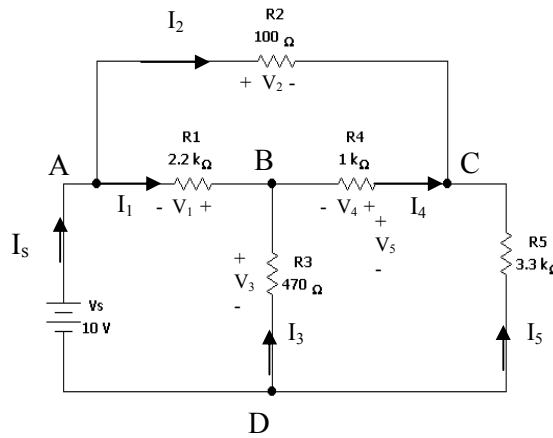 R2
100 Ω
I2
+ V2 -
R1
2.2 kΩ
R4
1 kΩ
A
B
C
I1
- V1 +
- V4 +
I4
Is
+
V5
-
R5
3.3 kΩ
+
V3
-
R3
470 Ω
Vs
10 V
I3
I5
D